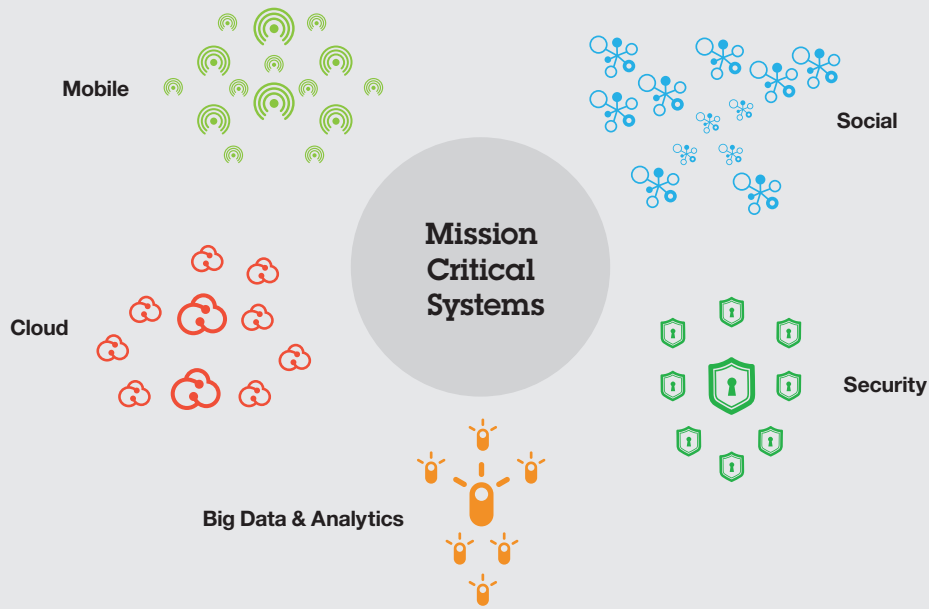 Mobile
Social
Mission
Critical
Systems
Cloud
Security
Big Data & Analytics